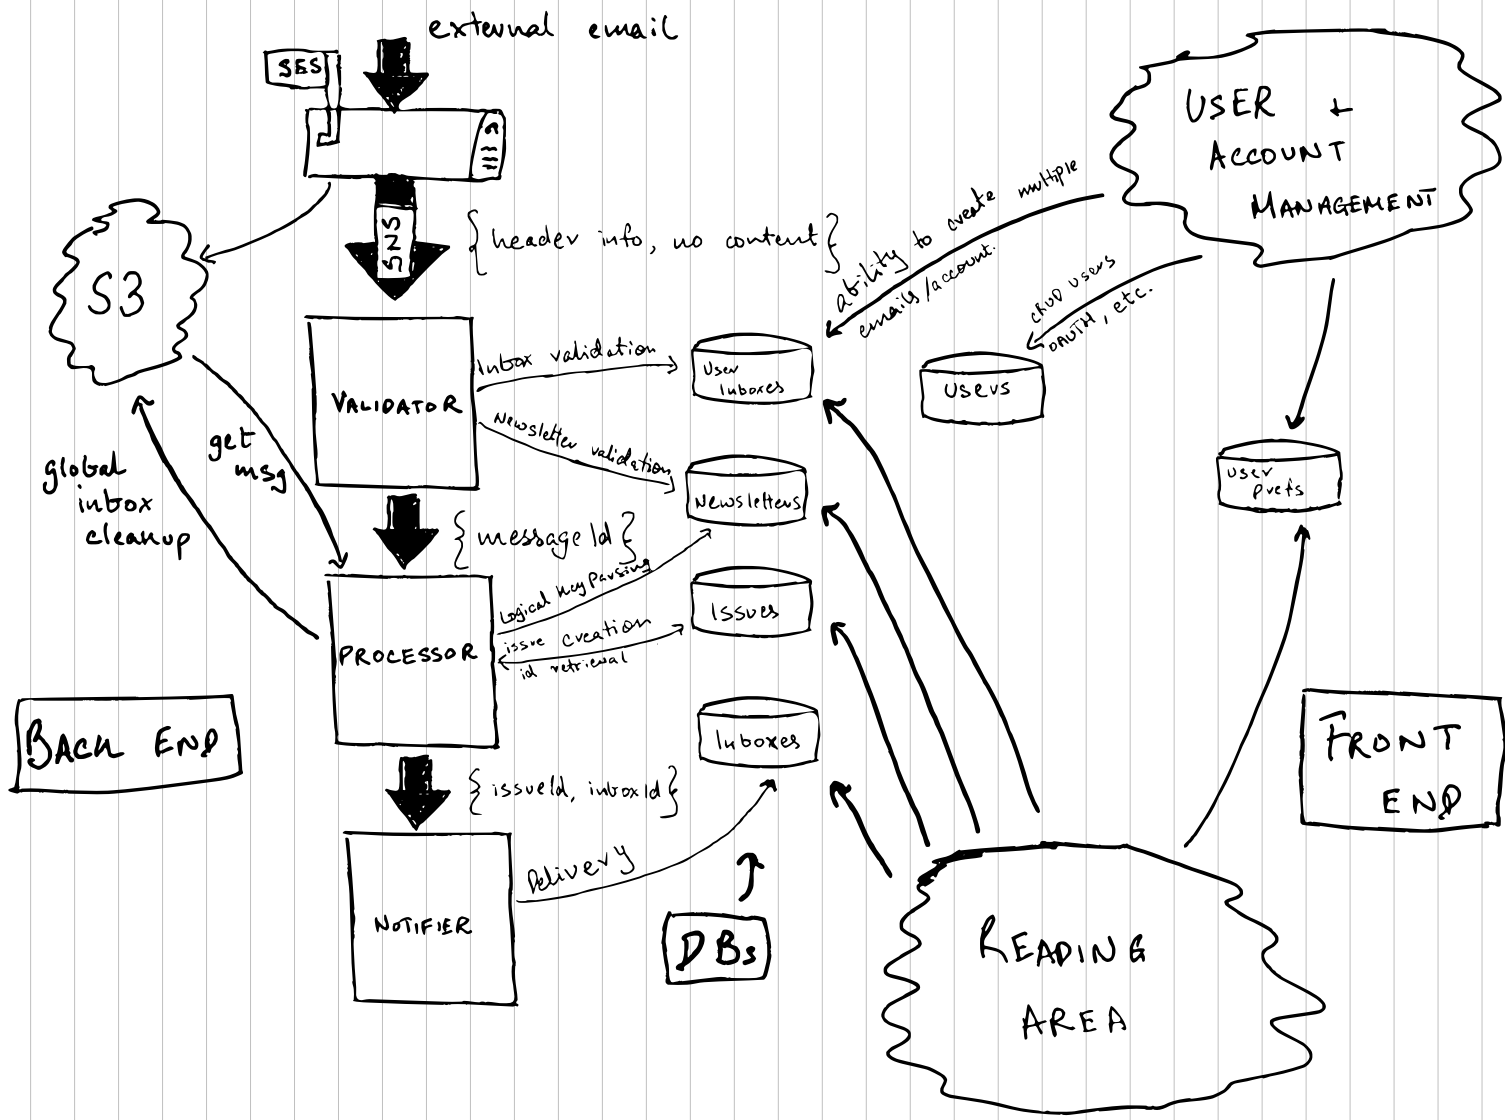 external email
SES
SNS
{ header info, no content }
S3
USER +
ACCOUNT
MANAGEMENT
ability to create multiple
emails/account.
CRUD users
OAUTH, etc.
VALIDATOR
Inbox validation
Newsletter validation
User
Inboxes
Users
Newsletters
User
prefs
get
msg
global
inbox
cleanup
{ messageId }
Logical Key Parsing
PROCESSOR
issue creation
id retrieval
Issues
Inboxes
BACK END
FRONT
END
{ issueId, inboxId }
Delivery
NOTIFIER
DBs
READING
AREA